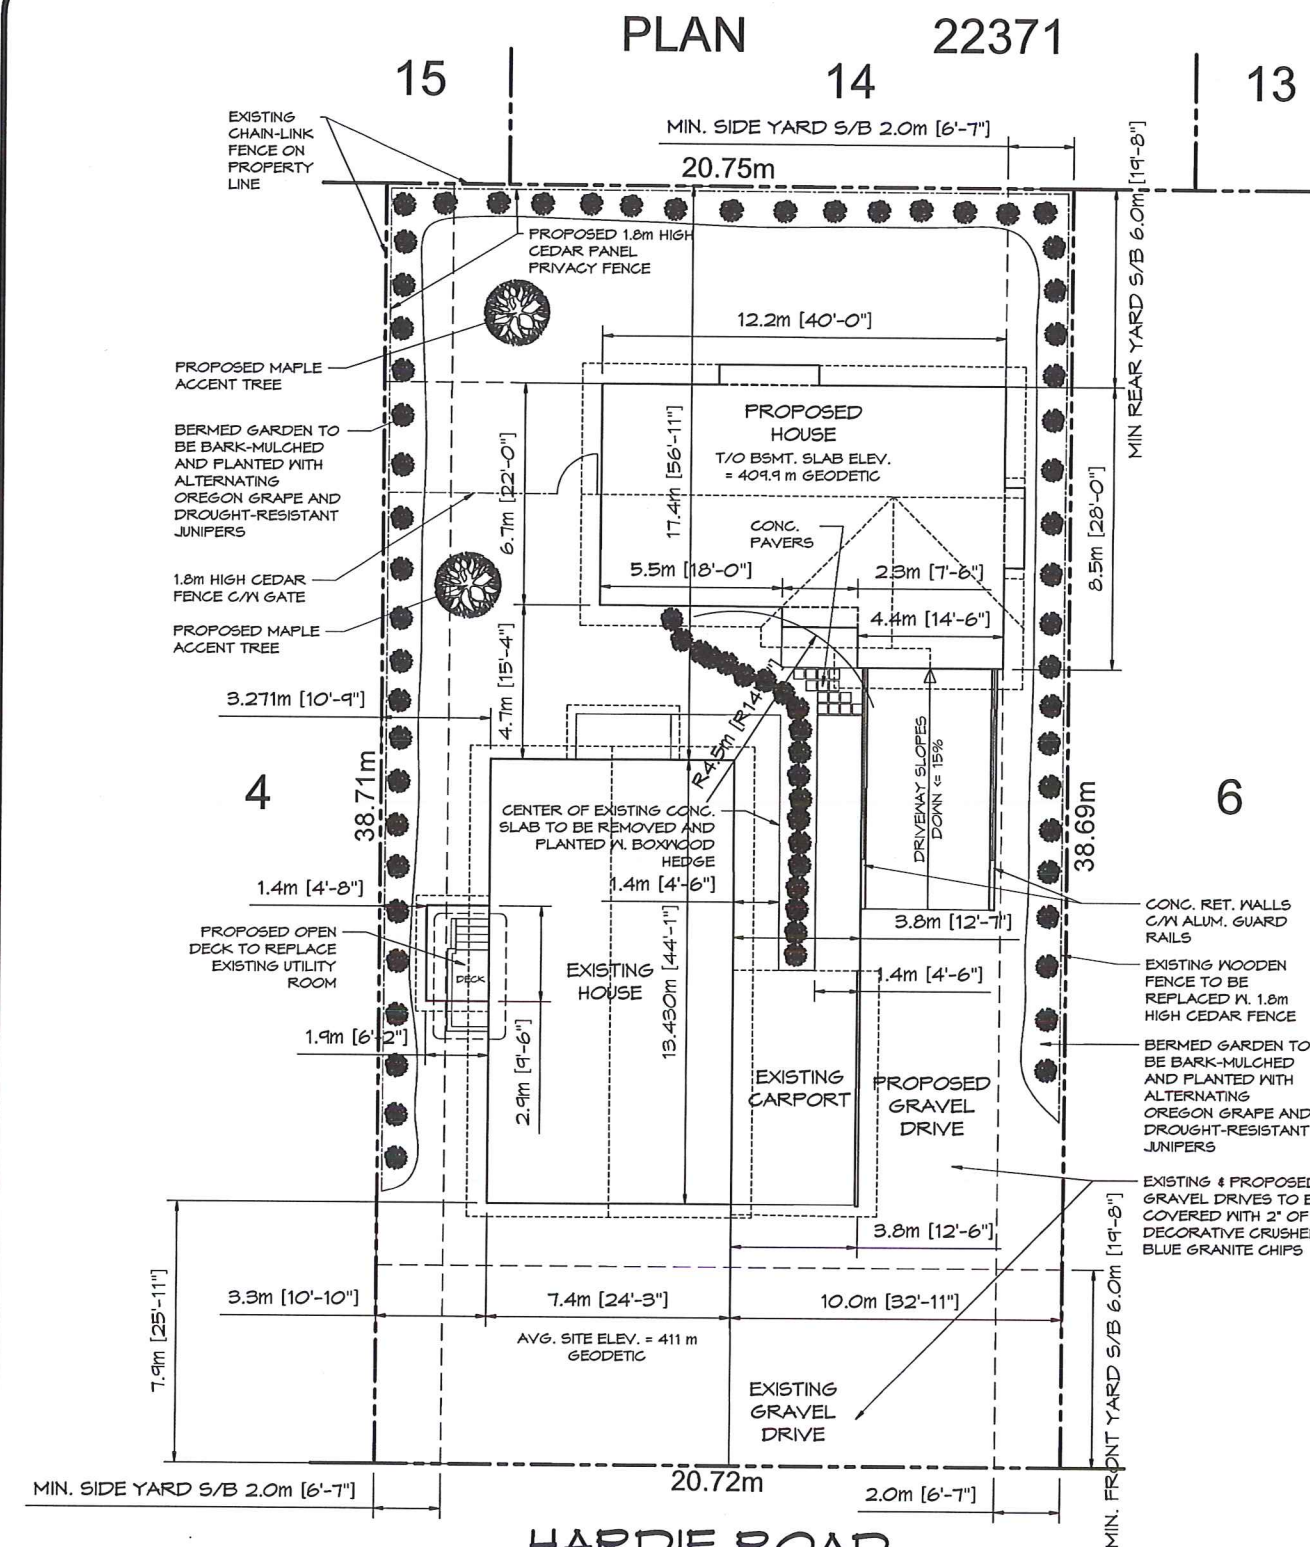 PLAN 22371
15
14
13
EXISTING
CHAIN-LINK
FENCE ON
PROPERTY
LINE
MIN. SIDE YARD S/B 2.0m [6'-7"]
20.75m
MIN REAR YARD S/B 6.0m [19'-8"]
PROPOSED 1.8m HIGH
CEDAR PANEL
PRIVACY FENCE
12.2m [40'-0"]
PROPOSED MAPLE
ACCENT TREE
PROPOSED
HOUSE
T/O BSMT. SLAB ELEV.
= 409.9 m GEODETIC
BERMED GARDEN TO
BE BARK-MULCHED
AND PLANTED WITH
ALTERNATING
OREGON GRAPE AND
DROUGHT-RESISTANT
JUNIPERS
6.7m [22'-0"]
17.4m [56'-11"]
8.5m [28'-0"]
CONC.
PAVERS
1.8m HIGH CEDAR
FENCE C/W GATE
5.5m [18'-0"]
2.3m [7'-6"]
4.4m [14'-6"]
PROPOSED MAPLE
ACCENT TREE
3.271m [10'-9"]
4.7m [15'-4"]
R4.5m [R14'
DRIVEWAY SLOPES
DOWN <= 15%
4
38.71m
38.69m
6
CENTER OF EXISTING CONC.
SLAB TO BE REMOVED AND
PLANTED W. BOXWOOD
HEDGE
1.4m [4'-8"]
1.4m [4'-6"]
3.8m [12'-7"]
CONC. RET. WALLS
C/W ALUM. GUARD
RAILS
PROPOSED OPEN
DECK TO REPLACE
EXISTING UTILITY
ROOM
DECK
EXISTING
HOUSE
13.430m [44'-1"]
1.4m [4'-6"]
EXISTING WOODEN
FENCE TO BE
REPLACED W. 1.8m
HIGH CEDAR FENCE
1.9m [6'-2"]
2.9m [9'-6"]
EXISTING
CARPORT
PROPOSED
GRAVEL
DRIVE
BERMED GARDEN TO
BE BARK-MULCHED
AND PLANTED WITH
ALTERNATING
OREGON GRAPE AND
DROUGHT-RESISTANT
JUNIPERS
EXISTING & PROPOSED
GRAVEL DRIVES TO B
COVERED WITH 2" OF
DECORATIVE CRUSHE
BLUE GRANITE CHIPS
3.8m [12'-6"]
7.9m [25'-11"]
3.3m [10'-10"]
7.4m [24'-3"]
10.0m [32'-11"]
AVG. SITE ELEV. = 411 m
GEODETIC
EXISTING
GRAVEL
DRIVE
MIN. FRONT YARD S/B 6.0m [19'-8"]
MIN. SIDE YARD S/B 2.0m [6'-7"]
20.72m
2.0m [6'-7"]
HARDIE ROAD